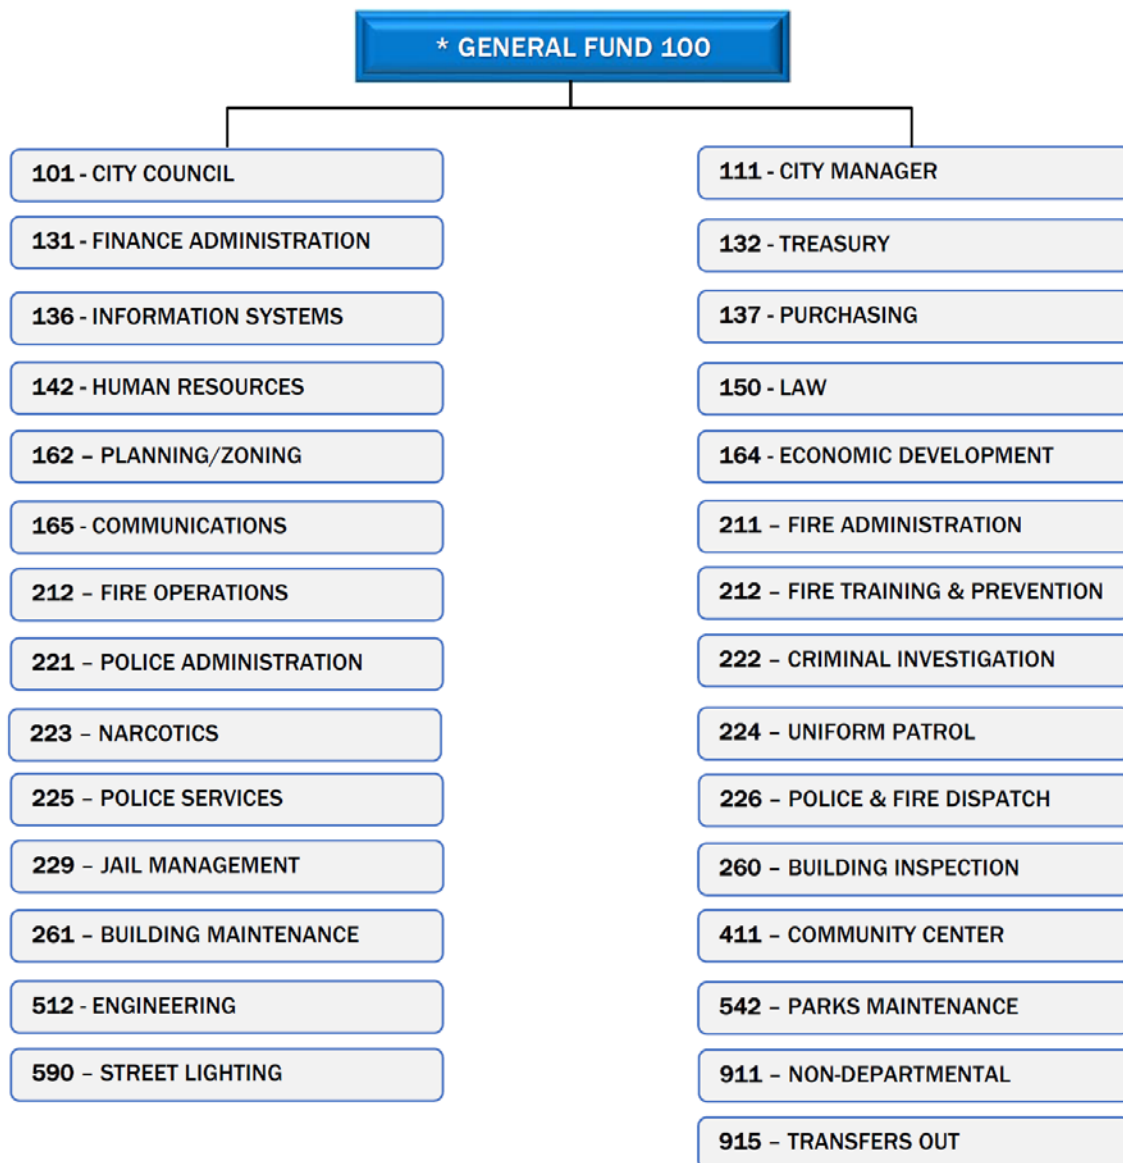 * GENERAL FUND 100
101 - CITY COUNCIL
111 - CITY MANAGER
131 - FINANCE ADMINISTRATION
132 - TREASURY
136 - INFORMATION SYSTEMS
137 - PURCHASING
142 - HUMAN RESOURCES
150 - LAW
162 – PLANNING/ZONING
164 - ECONOMIC DEVELOPMENT
165 - COMMUNICATIONS
211 – FIRE ADMINISTRATION
212 – FIRE OPERATIONS
212 – FIRE TRAINING & PREVENTION
221 – POLICE ADMINISTRATION
222 – CRIMINAL INVESTIGATION
223 – NARCOTICS
224 – UNIFORM PATROL
225 – POLICE SERVICES
226 – POLICE & FIRE DISPATCH
229 – JAIL MANAGEMENT
260 – BUILDING INSPECTION
261 – BUILDING MAINTENANCE
411 – COMMUNITY CENTER
512 - ENGINEERING
542 – PARKS MAINTENANCE
590 – STREET LIGHTING
911 – NON-DEPARTMENTAL
915 – TRANSFERS OUT